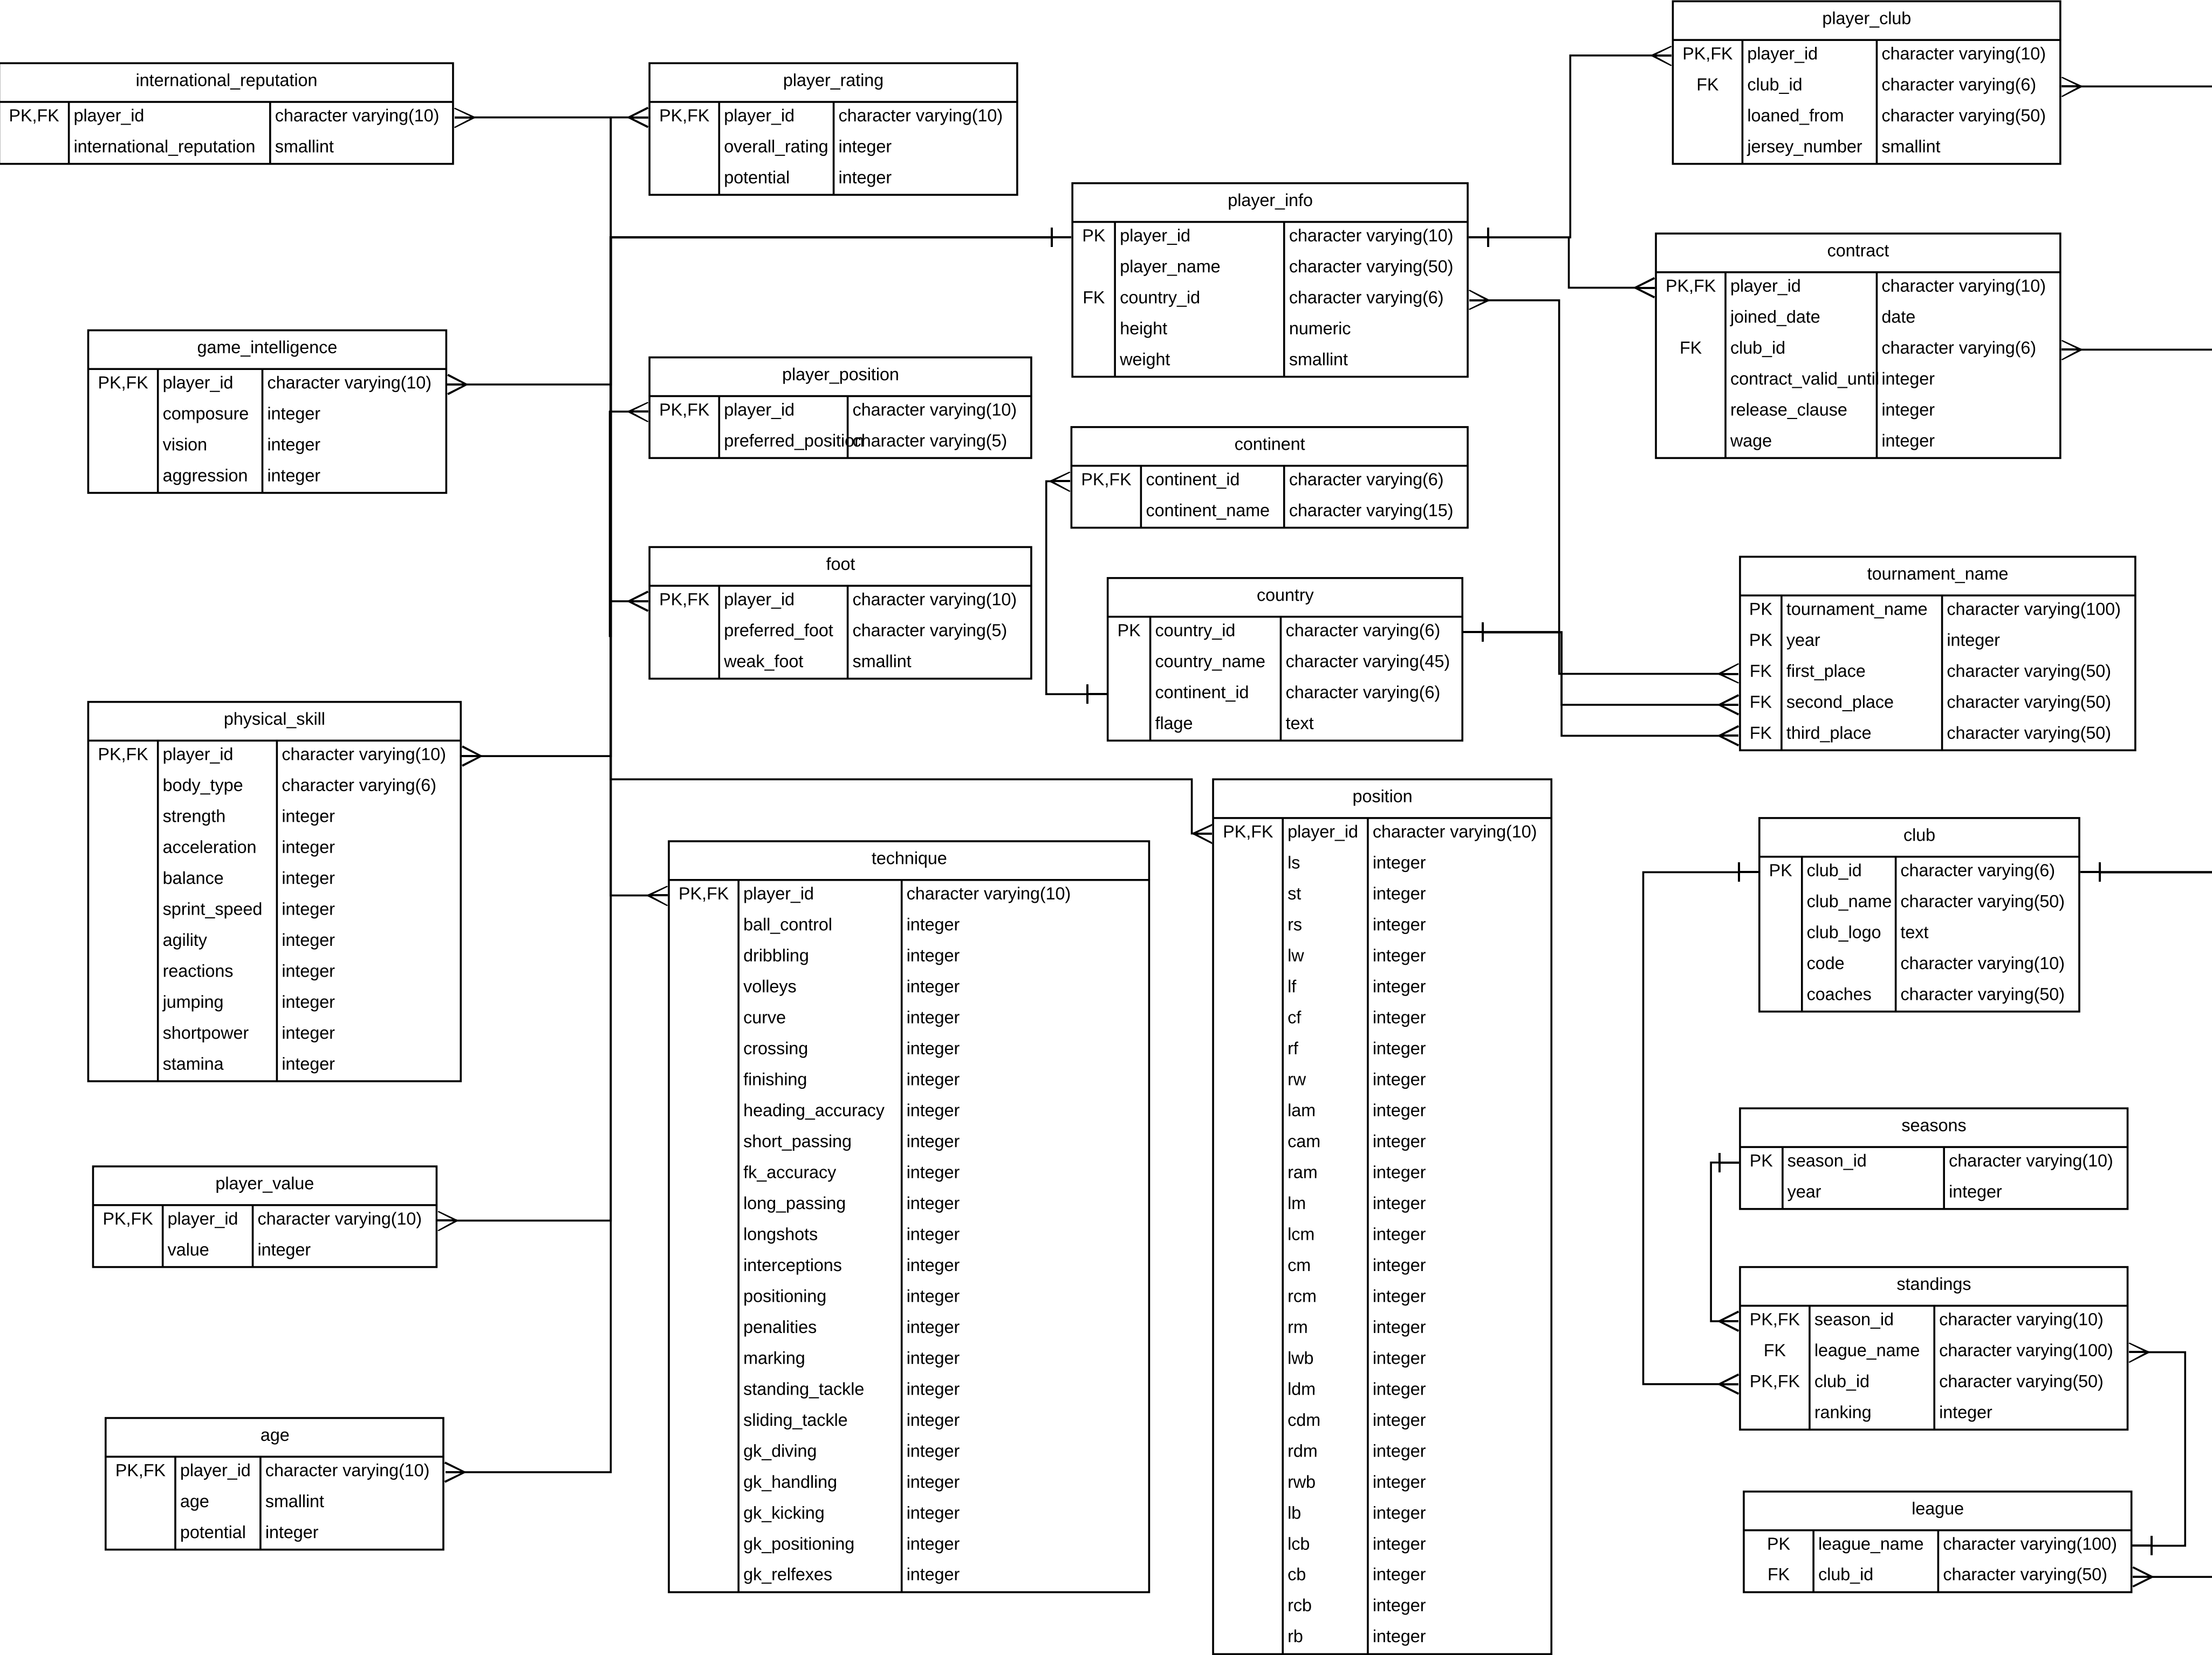 international_reputation
PK,FK player_id character varying(10)
international_reputation smallint
player_rating
PK,FK player_id character varying(10)
overall_rating integer
potential integer
player_club
PK,FK player_id character varying(10)
FK club_id character varying(6)
loaned_from character varying(50)
jersey_number smallint
player_info
PK player_id character varying(10)
player_name character varying(50)
FK country_id character varying(6)
height numeric
weight smallint
contract
PK,FK player_id character varying(10)
joined_date date
FK club_id character varying(6)
contract_valid_until integer
release_clause integer
wage integer
game_intelligence
PK,FK player_id character varying(10)
composure integer
vision integer
aggression integer
player_position
PK,FK player_id character varying(10)
preferred_position character varying(5)
continent
PK,FK continent_id character varying(6)
continent_name character varying(15)
foot
PK,FK player_id character varying(10)
preferred_foot character varying(5)
weak_foot smallint
country
PK country_id character varying(6)
country_name character varying(45)
continent_id character varying(6)
flage text
tournament_name
PK tournament_name character varying(100)
PK year integer
FK first_place character varying(50)
FK second_place character varying(50)
FK third_place character varying(50)
physical_skill
PK,FK player_id character varying(10)
body_type character varying(6)
strength integer
acceleration integer
balance integer
sprint_speed integer
agility integer
reactions integer
jumping integer
shortpower integer
stamina integer
technique
PK,FK player_id character varying(10)
ball_control integer
dribbling integer
volleys integer
curve integer
crossing integer
finishing integer
heading_accuracy integer
short_passing integer
fk_accuracy integer
long_passing integer
longshots integer
interceptions integer
positioning integer
penalities integer
marking integer
standing_tackle integer
sliding_tackle integer
gk_diving integer
gk_handling integer
gk_kicking integer
gk_positioning integer
gk_relfexes integer
position
PK,FK player_id character varying(10)
ls integer
st integer
rs integer
lw integer
lf integer
cf integer
rf integer
rw integer
lam integer
cam integer
ram integer
lm integer
lcm integer
cm integer
rcm integer
rm integer
lwb integer
ldm integer
cdm integer
rdm integer
rwb integer
lb integer
lcb integer
cb integer
rcb integer
rb integer
club
PK club_id character varying(6)
club_name character varying(50)
club_logo text
code character varying(10)
coaches character varying(50)
seasons
PK season_id character varying(10)
year integer
player_value
PK,FK player_id character varying(10)
value integer
standings
PK,FK season_id character varying(10)
FK league_name character varying(100)
PK,FK club_id character varying(50)
ranking integer
age
PK,FK player_id character varying(10)
age smallint
potential integer
league
PK league_name character varying(100)
FK club_id character varying(50)